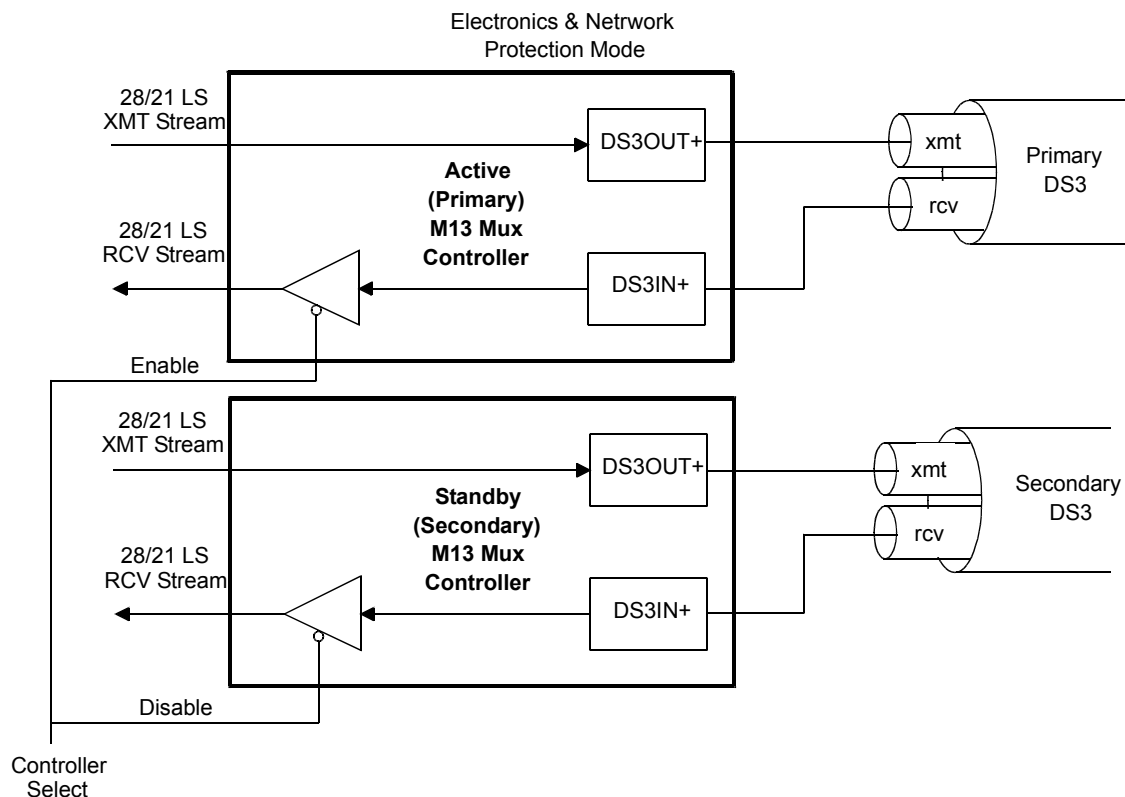 Electronics & Netrwork
Protection Mode
28/21 LS
XMT Stream
DS3OUT+
xmt
Primary
DS3
Active
(Primary)
M13 Mux
Controller
rcv
28/21 LS
RCV Stream
DS3IN+
Enable
28/21 LS
XMT Stream
DS3OUT+
xmt
Secondary
DS3
Standby
(Secondary)
M13 Mux
Controller
rcv
28/21 LS
RCV Stream
DS3IN+
Disable
Controller
Select